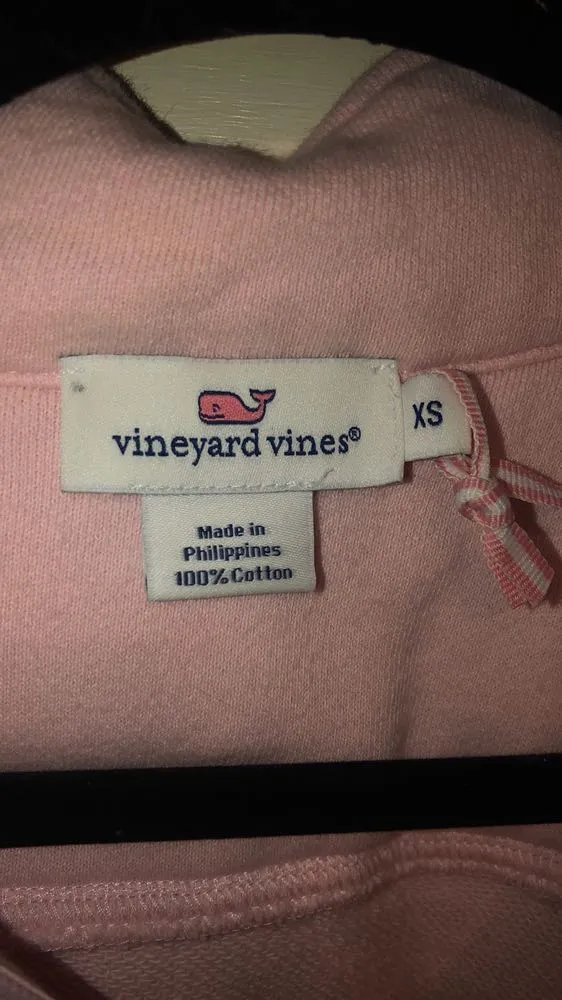 vineyard vines®
XS
Made in
Philippines
100% Cotton